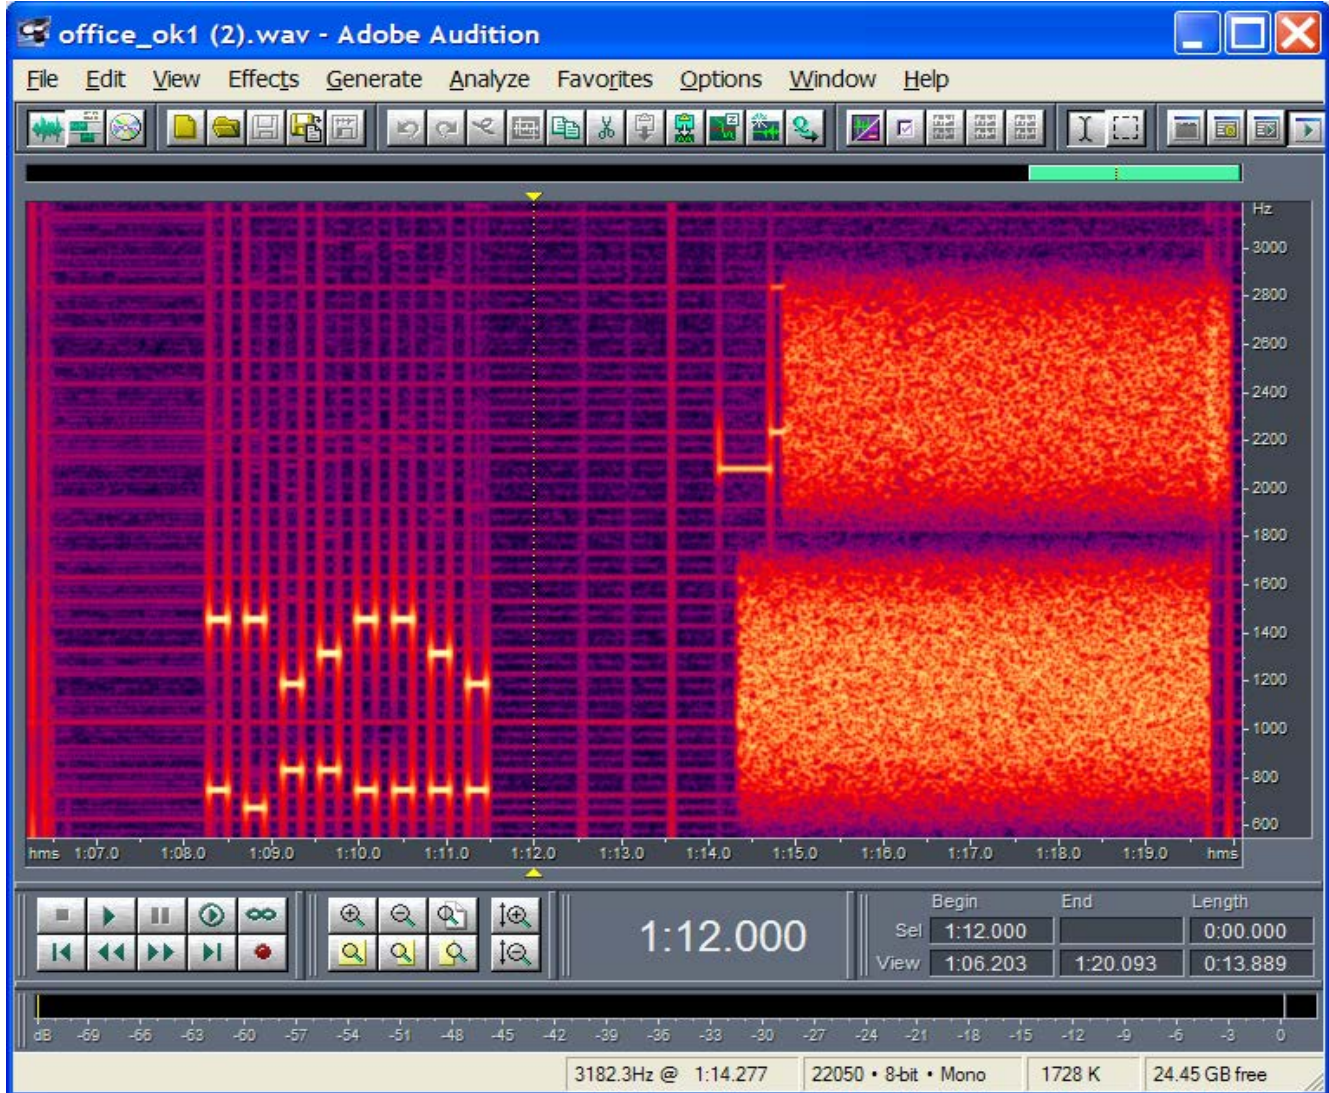 office_ok1 (2).wav - Adobe Audition
File Edit View Effects Generate Analyze Favorites Options Window Help
Hz
3000
2800
2600
2400
2200
2000
1800
1600
1400
1200
1000
800
600
hms 1:07.0 1:08.0 1:09.0 1:10.0 1:11.0 1:12.0 1:13.0 1:14.0 1:15.0 1:16.0 1:17.0 1:18.0 1:19.0 hms
1:12.000
Begin End Length
Sel 1:12.000 0:00.000
View 1:06.203 1:20.093 0:13.889
dB -69 -66 -63 -60 -57 -54 -51 -48 -45 -42 -39 -36 -33 -30 -27 -24 -21 -18 -15 -12 -9 -6 -3 0
3182.3Hz @ 1:14.277 22050 • 8-bit • Mono 1728 K 24.45 GB free